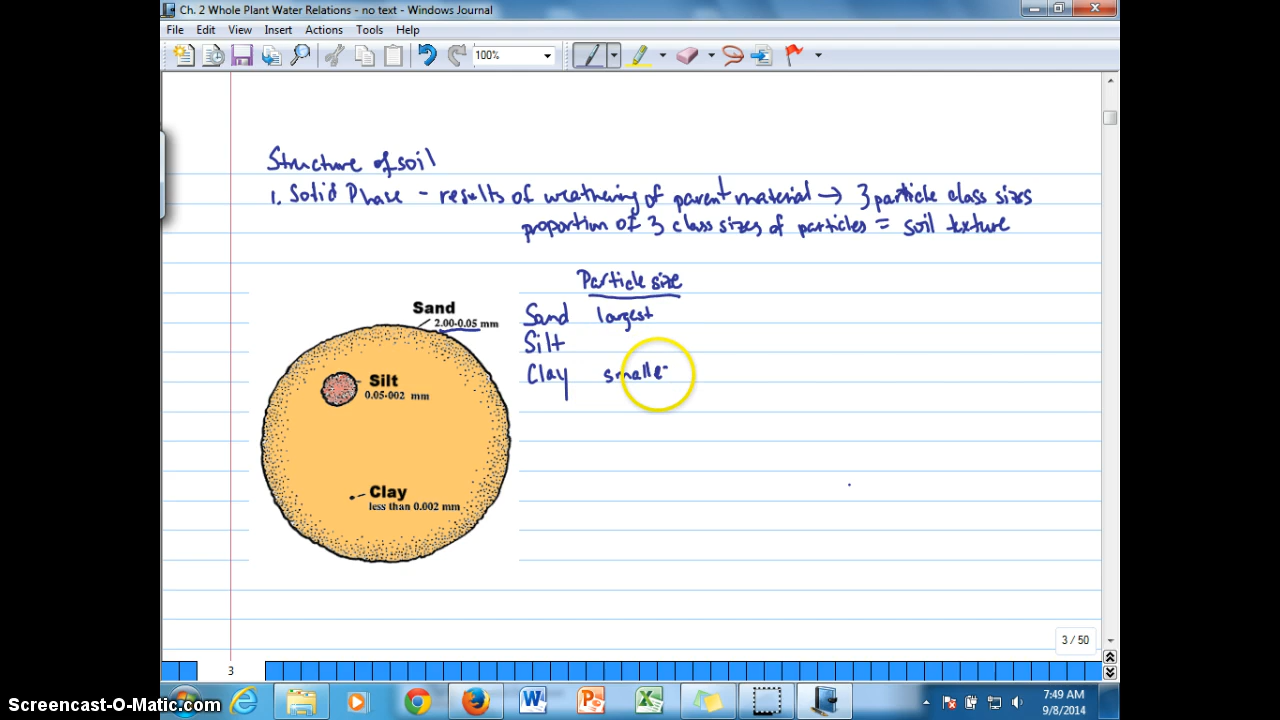 Ch. 2 Whole Plant Water Relations - no text - Windows Journal
File Edit View Insert Actions Tools Help
100%
Structure of soil
1. Solid Phase - results of weathering of parent material → 3 particle class sizes
proportion of 3 class sizes of particles = soil texture
Particle size
Sand largest
Silt
Clay smalle
Sand
2.00-0.05 mm
Silt
0.05-002 mm
Clay
less than 0.002 mm
3 / 50
3
7:49 AM
9/8/2014
Screencast-O-Matic.com